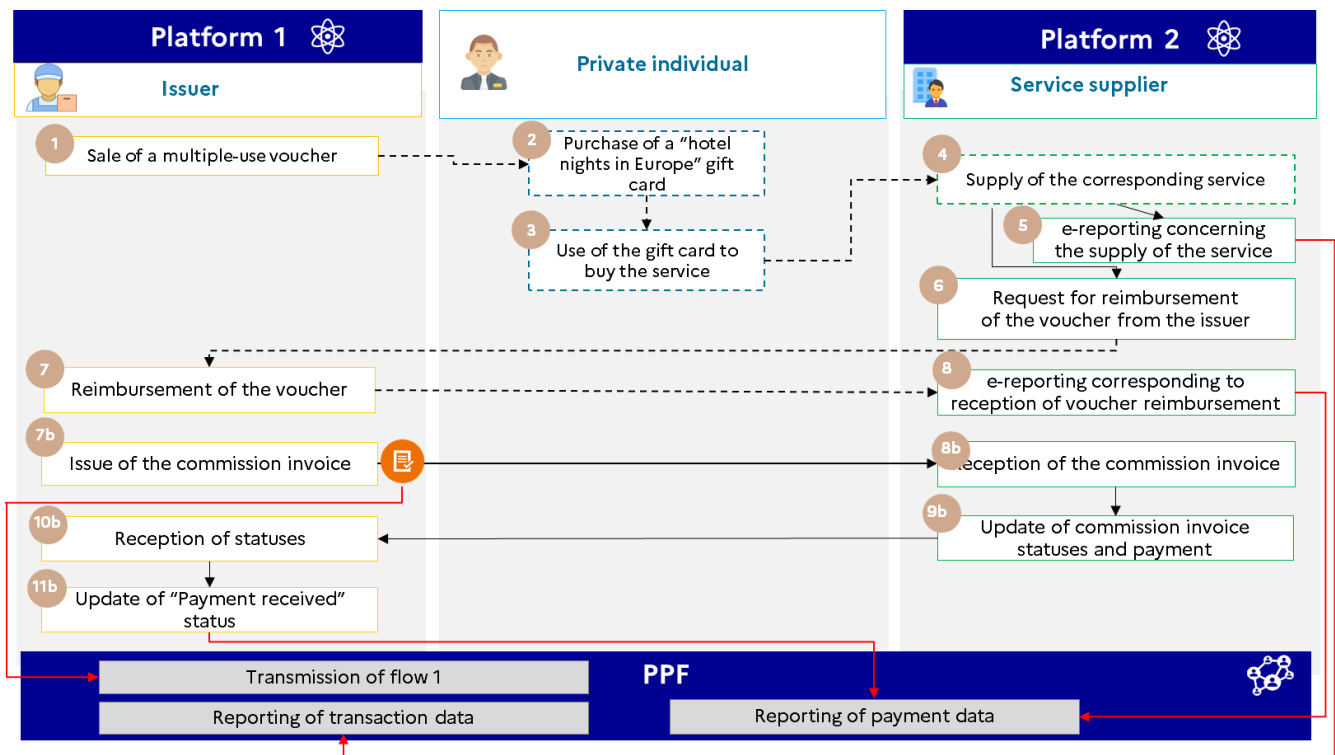 Platform 1
Issuer
Private individual
Platform 2
Service supplier
1
Sale of a multiple-use voucher
2
Purchase of a “hotel
nights in Europe” gift
card
3
Use of the gift card to
buy the service
4
Supply of the corresponding service
5
e-reporting concerning
the supply of the service
6
Request for reimbursement
of the voucher from the issuer
7
Reimbursement of the voucher
8
e-reporting corresponding to
reception of voucher reimbursement
7b
Issue of the commission invoice
8b
eception of the commission invoice
9b
Update of commission invoice
statuses and payment
10b
Reception of statuses
11b
Update of “Payment received”
status
PPF
Transmission of flow 1
Reporting of transaction data
Reporting of payment data